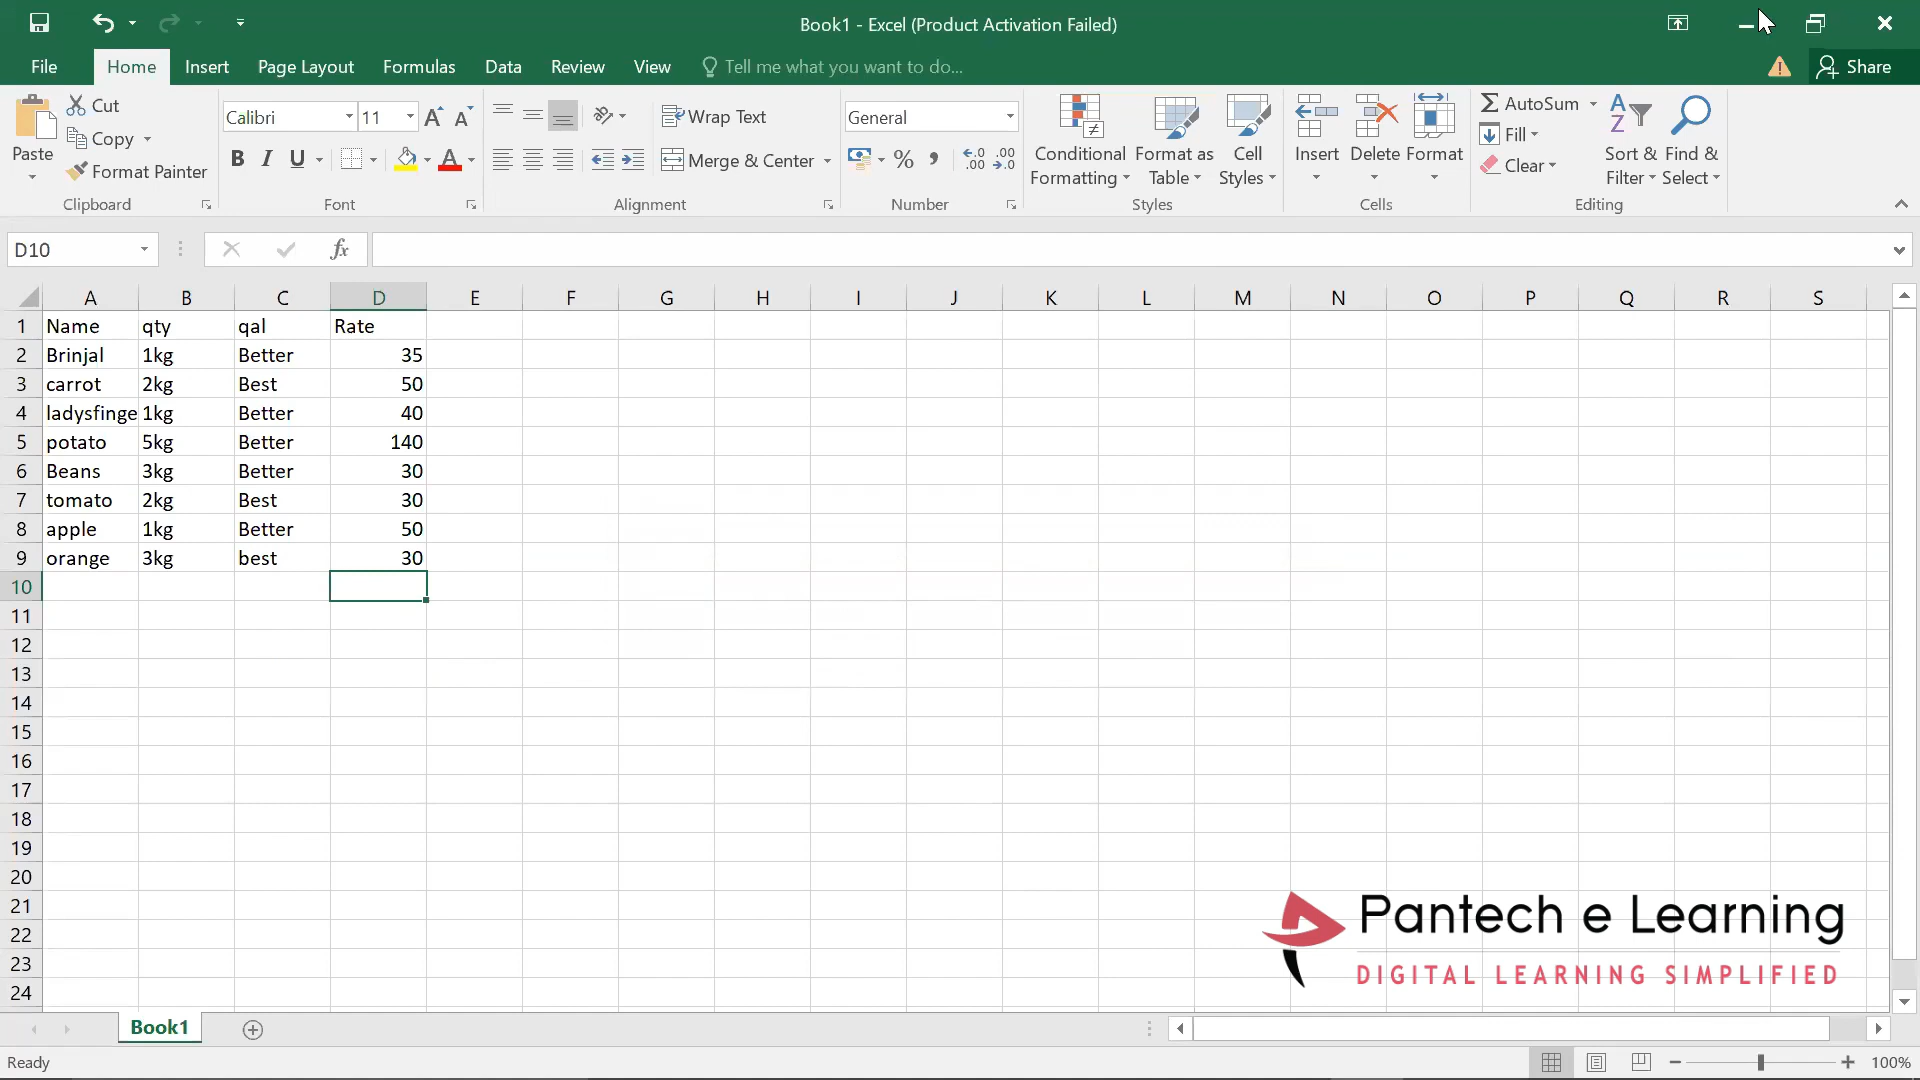 Book1 - Excel (Product Activation Failed)
File Home Insert Page Layout Formulas Data Review View Tell me what you want to do... Share
Paste Cut Copy Format Painter
Clipboard
Calibri 11
B I U A
Font
Wrap Text
Merge & Center
Alignment
General
% , .0 .00 .00 .0
Number
Conditional Formatting Format as Table Cell Styles
Styles
Insert Delete Format
Cells
AutoSum Fill Clear Sort & Filter Find & Select
Editing
D10 fx
A B C D E F G H I J K L M N O P Q R S
1 Name qty qal Rate
2 Brinjal 1kg Better 35
3 carrot 2kg Best 50
4 ladysfinge 1kg Better 40
5 potato 5kg Better 140
6 Beans 3kg Better 30
7 tomato 2kg Best 30
8 apple 1kg Better 50
9 orange 3kg best 30
10
11
12
13
14
15
16
17
18
19
20
21
22
23
24
Pantech e Learning
DIGITAL LEARNING SIMPLIFIED
Book1
Ready 100%